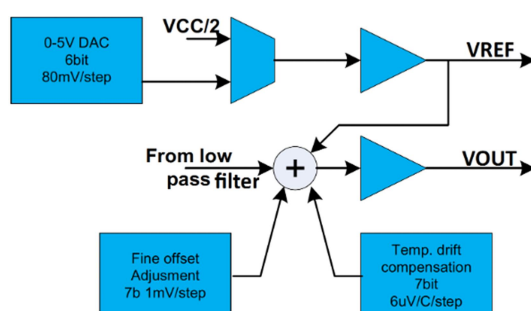 0-5V DAC
6bit
80mV/step
VCC/2
VREF
From low
pass filter
+
VOUT
Fine offset
Adjusment
7b 1mV/step
Temp. drift
compensation
7bit
6uV/C/step